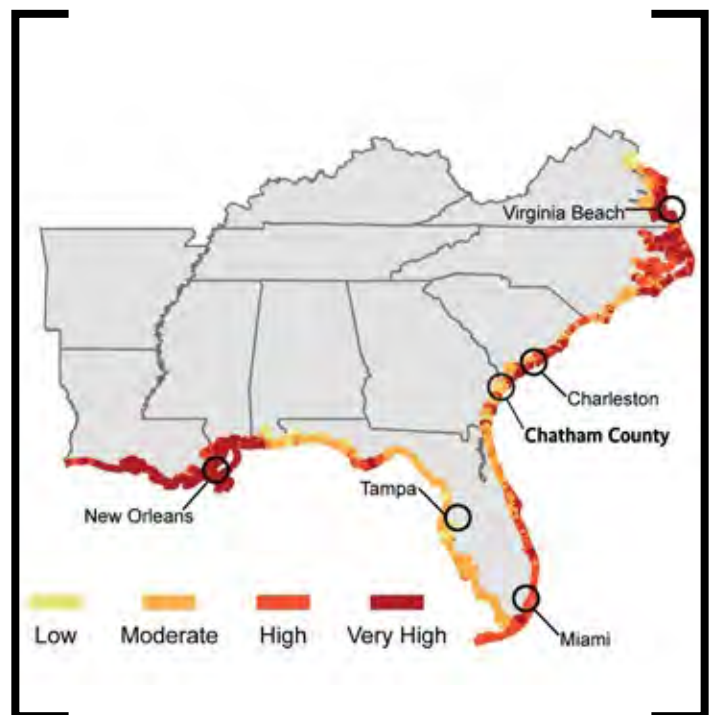 Virginia Beach
Charleston
Chatham County
Tampa
New Orleans
Low Moderate High Very High
Miami